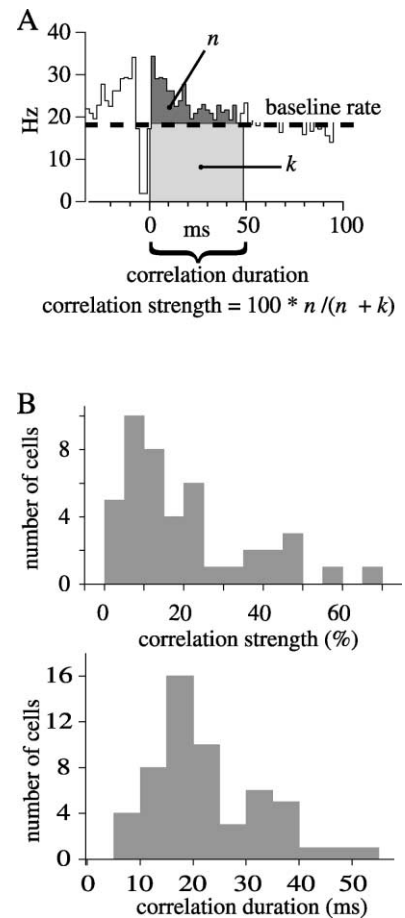 A
n
40
30
20
10
0
Hz
baseline rate
k
0 ms 50 100
correlation duration
correlation strength = 100 * n /(n + k)
B
8
4
0
number of cells
0 20 40 60
correlation strength (%)
16
12
8
4
0
number of cells
0 10 20 30 40 50
correlation duration (ms)